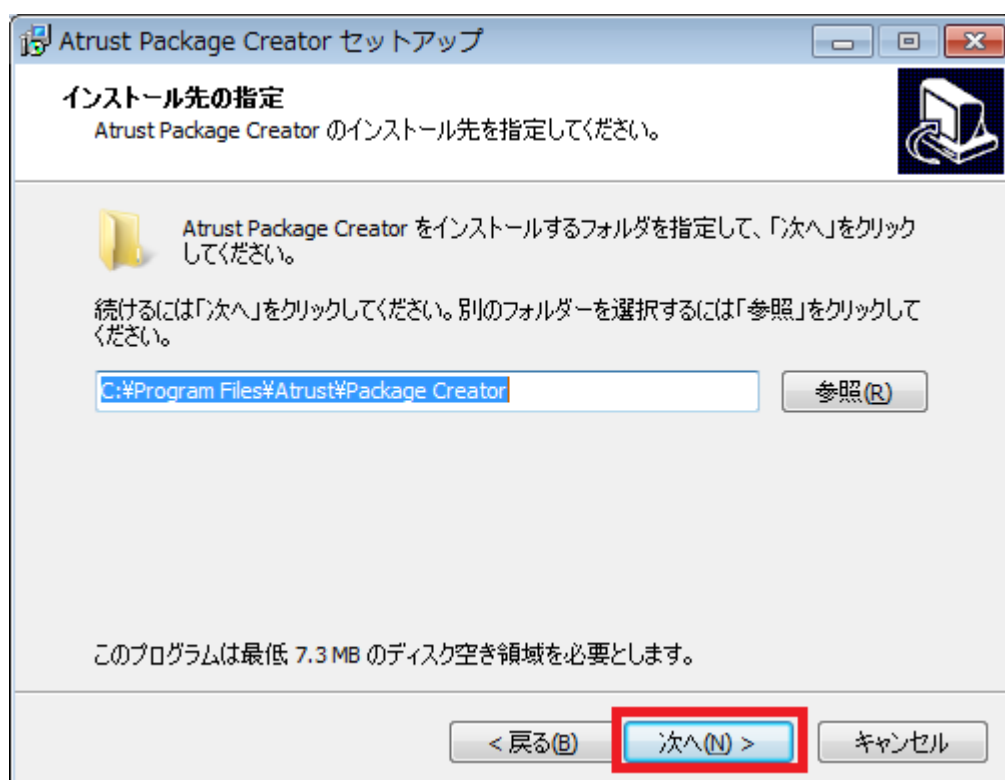 Atrust Package Creator セットアップ
インストール先の指定
Atrust Package Creator のインストール先を指定してください。
Atrust Package Creator をインストールするフォルダを指定して、「次へ」をクリック
してください。
続けるには「次へ」をクリックしてください。別のフォルダーを選択するには「参照」をクリックして
ください。
C:¥Program Files¥Atrust¥Package Creator
参照(R)
このプログラムは最低 7.3 MB のディスク空き領域を必要とします。
< 戻る(B)
次へ(N) >
キャンセル